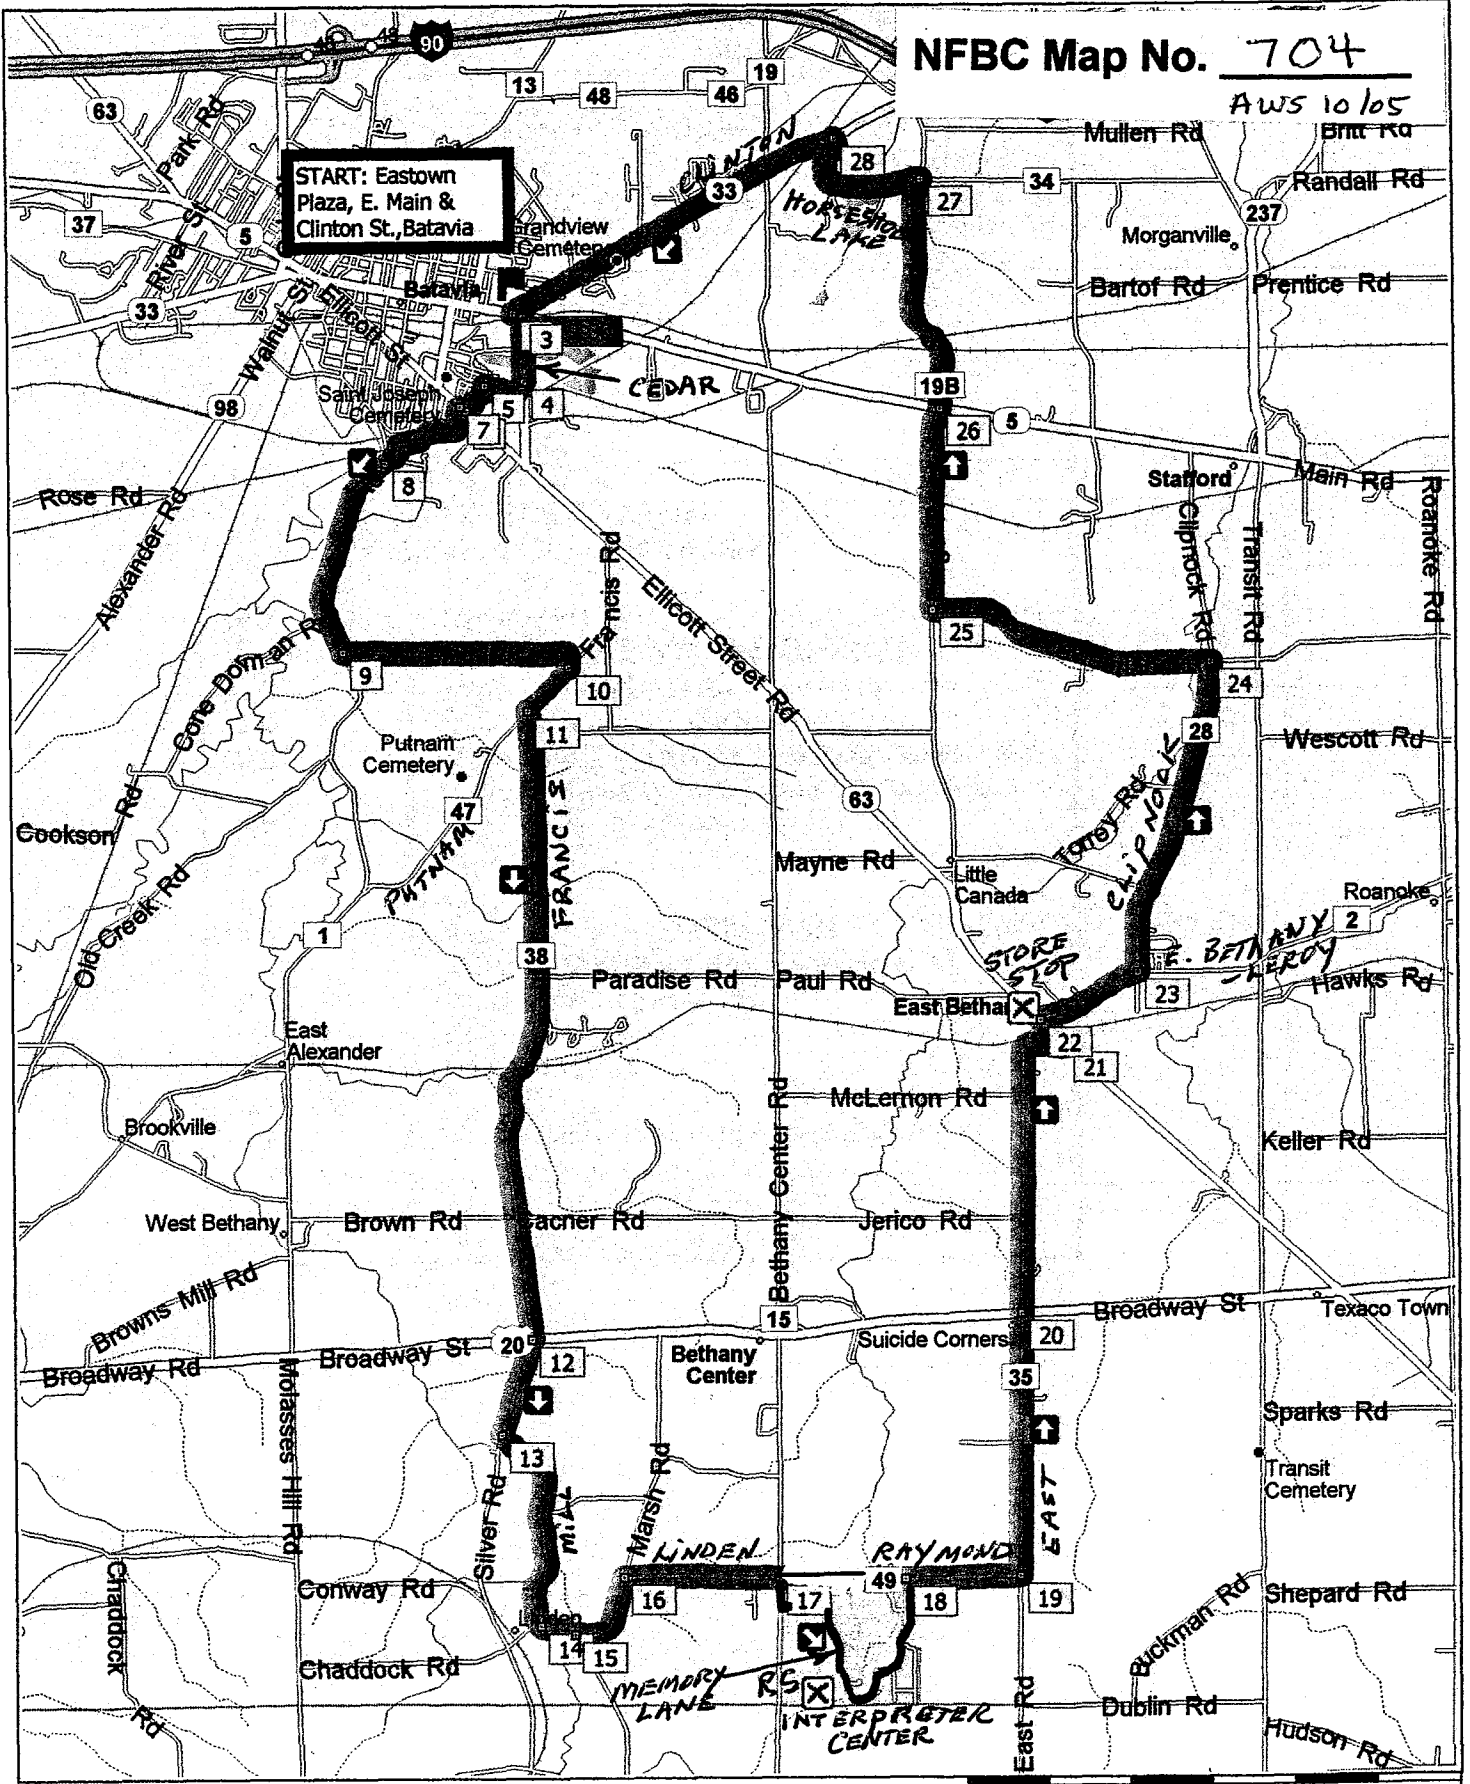 NFBC Map No. 704
AWS 10/05
90
63
13
48
46
19
Park Rd
CLINTON
Mullen Rd
Britt Rd
START: Eastown
Plaza, E. Main &
Clinton St., Batavia
28
33
34
Randall Rd
27
37
River St
5
HORSESHOE
LAKE
237
Grandview
Cemetery
Morganville
Batavia
Bartof Rd
Prentice Rd
33
Walnut St
Ellicott St
3
CEDAR
19B
Saint Joseph
Cemetery
98
5
4
7
26
5
8
Stafford
Main Rd
Rose Rd
Alexander Rd
Clipnock Rd
Transit Rd
Roanoke Rd
Francis Rd
Ellicott Street Rd
25
Cone Dorman Rd
9
10
24
11
28
Wescott Rd
Putnam
Cemetery
FRANCIS
63
Torrey Rd
CLIPNOCK
47
PUTNAM
Cookson Rd
Mayne Rd
Little
Canada
Roanoke
Old Creek Rd
1
2
STORE
STOP
E. BETHANY
-LEROY
38
Paradise Rd
Paul Rd
Hawks Rd
East Betha
23
East
Alexander
22
21
McLernon Rd
Bethany Center Rd
Brookville
Keller Rd
West Bethany
Brown Rd
Cacner Rd
Jerico Rd
Browns Mill Rd
Broadway St
Texaco Town
15
20
Broadway St
Suicide Corners
20
Broadway Rd
12
Bethany
Center
35
Molasses Hill Rd
Sparks Rd
13
Transit
Cemetery
Silver Rd
MILL
Marsh Rd
EAST
LINDEN
RAYMOND
Conway Rd
49
Shepard Rd
16
17
18
19
Chaddock Rd
Linden
14
15
Chaddock Rd
Buckman Rd
MEMORY
LANE
RS
INTERPRETER
CENTER
East Rd
Dublin Rd
Hudson Rd